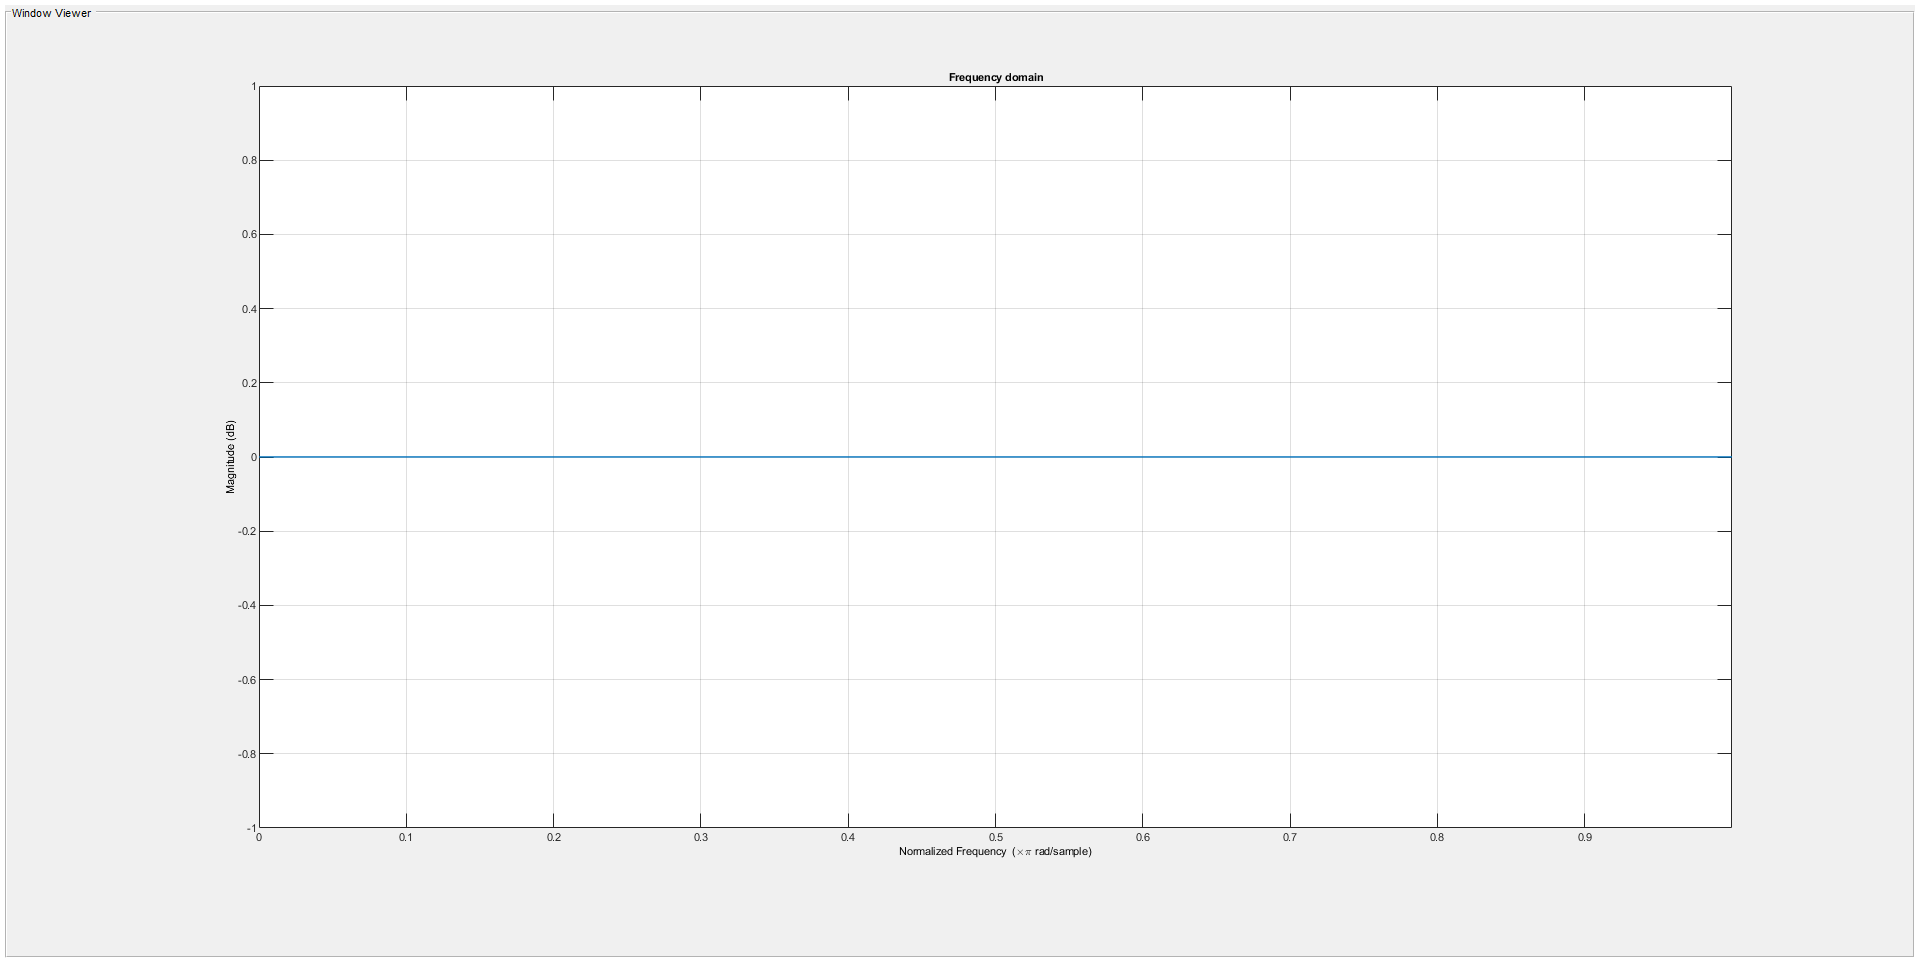 Window Viewer
Frequency domain
1
0.8
0.6
0.4
0.2
0
-0.2
-0.4
-0.6
-0.8
-1
Magnitude (dB)
0 0.1 0.2 0.3 0.4 0.5 0.6 0.7 0.8 0.9
Normalized Frequency (×π rad/sample)